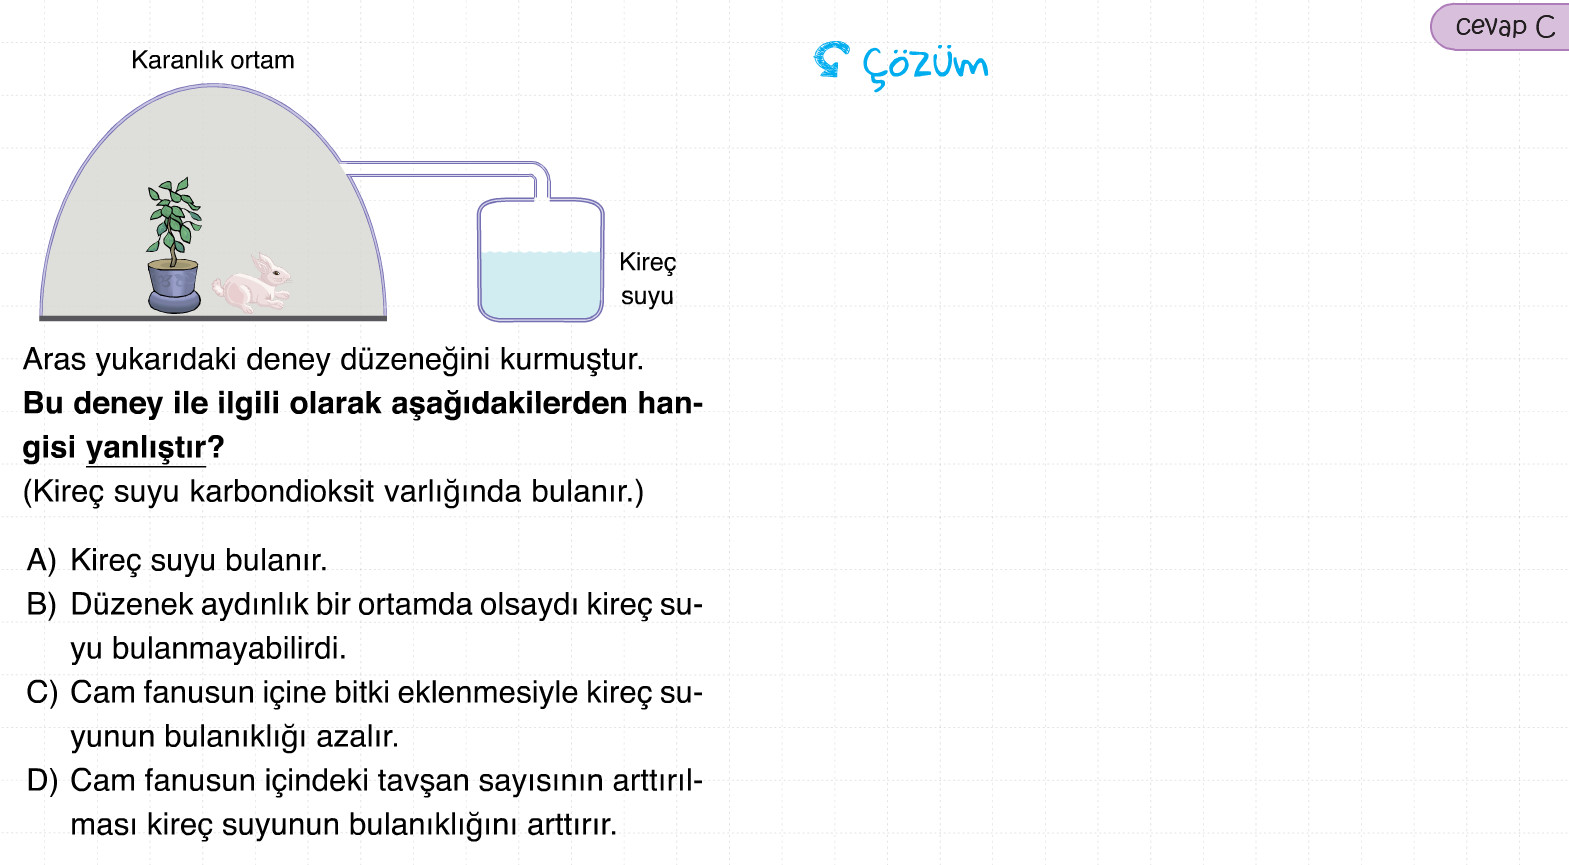 cevap C
Karanlık ortam
Çözüm
Kireç
suyu
Aras yukarıdaki deney düzeneğini kurmuştur.
Bu deney ile ilgili olarak aşağıdakilerden han-
gisi yanlıştır?
(Kireç suyu karbondioksit varlığında bulanır.)
A) Kireç suyu bulanır.
B) Düzenek aydınlık bir ortamda olsaydı kireç su-
yu bulanmayabilirdi.
C) Cam fanusun içine bitki eklenmesiyle kireç su-
yunun bulanıklığı azalır.
D) Cam fanusun içindeki tavşan sayısının arttırıl-
ması kireç suyunun bulanıklığını arttırır.